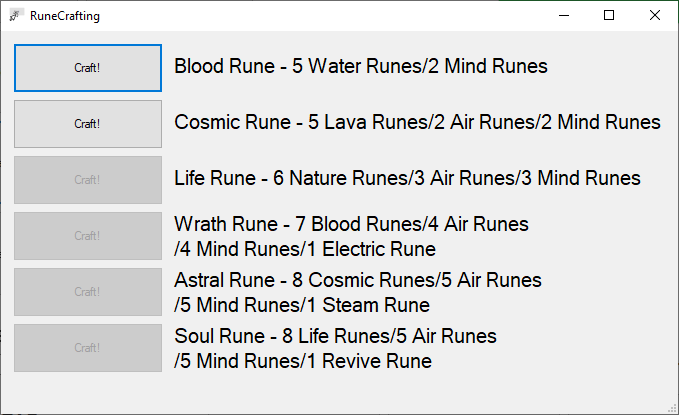 RuneCrafting
Craft! Blood Rune - 5 Water Runes/2 Mind Runes
Craft! Cosmic Rune - 5 Lava Runes/2 Air Runes/2 Mind Runes
Craft! Life Rune - 6 Nature Runes/3 Air Runes/3 Mind Runes
Craft! Wrath Rune - 7 Blood Runes/4 Air Runes
/4 Mind Runes/1 Electric Rune
Craft! Astral Rune - 8 Cosmic Runes/5 Air Runes
/5 Mind Runes/1 Steam Rune
Craft! Soul Rune - 8 Life Runes/5 Air Runes
/5 Mind Runes/1 Revive Rune